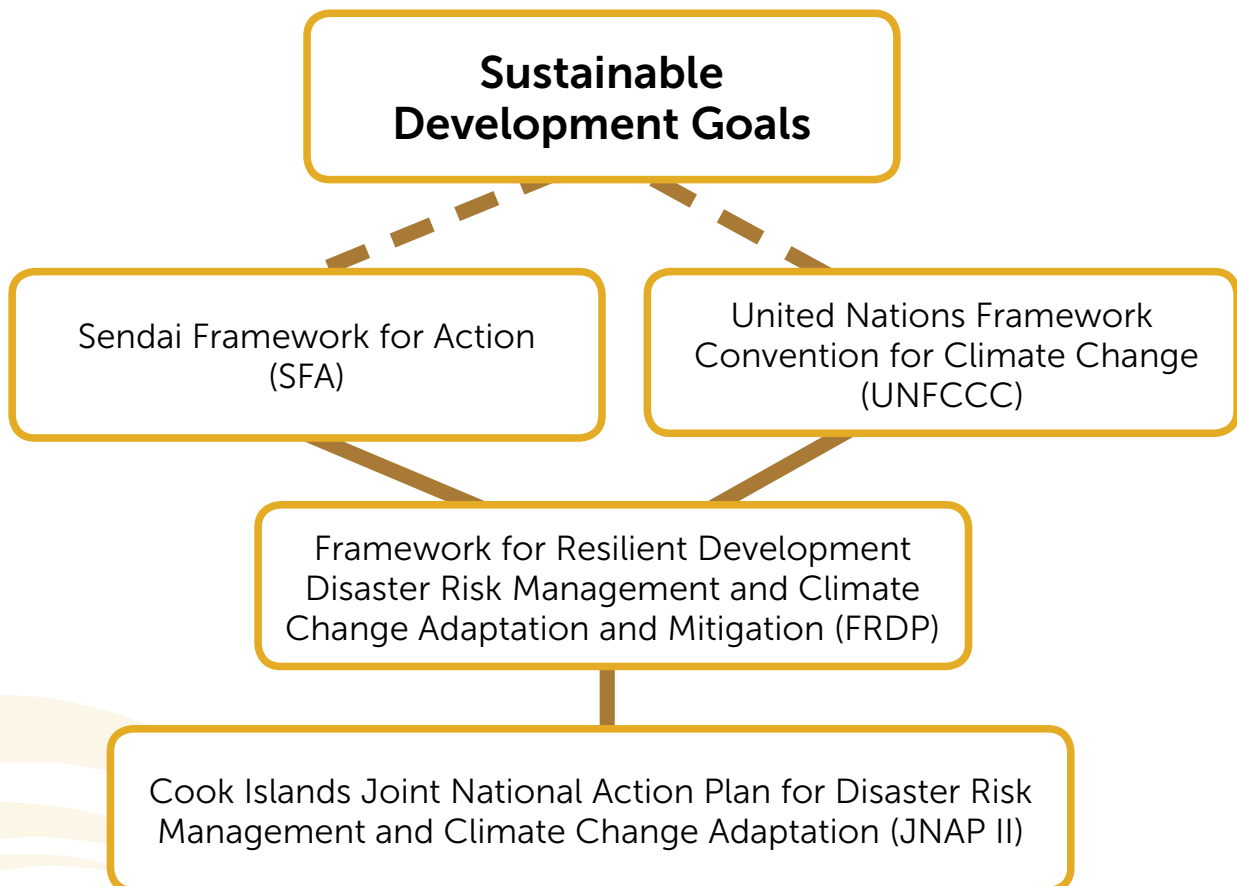 Sustainable
Development Goals
Sendai Framework for Action
(SFA)
United Nations Framework
Convention for Climate Change
(UNFCCC)
Framework for Resilient Development
Disaster Risk Management and Climate
Change Adaptation and Mitigation (FRDP)
Cook Islands Joint National Action Plan for Disaster Risk
Management and Climate Change Adaptation (JNAP II)